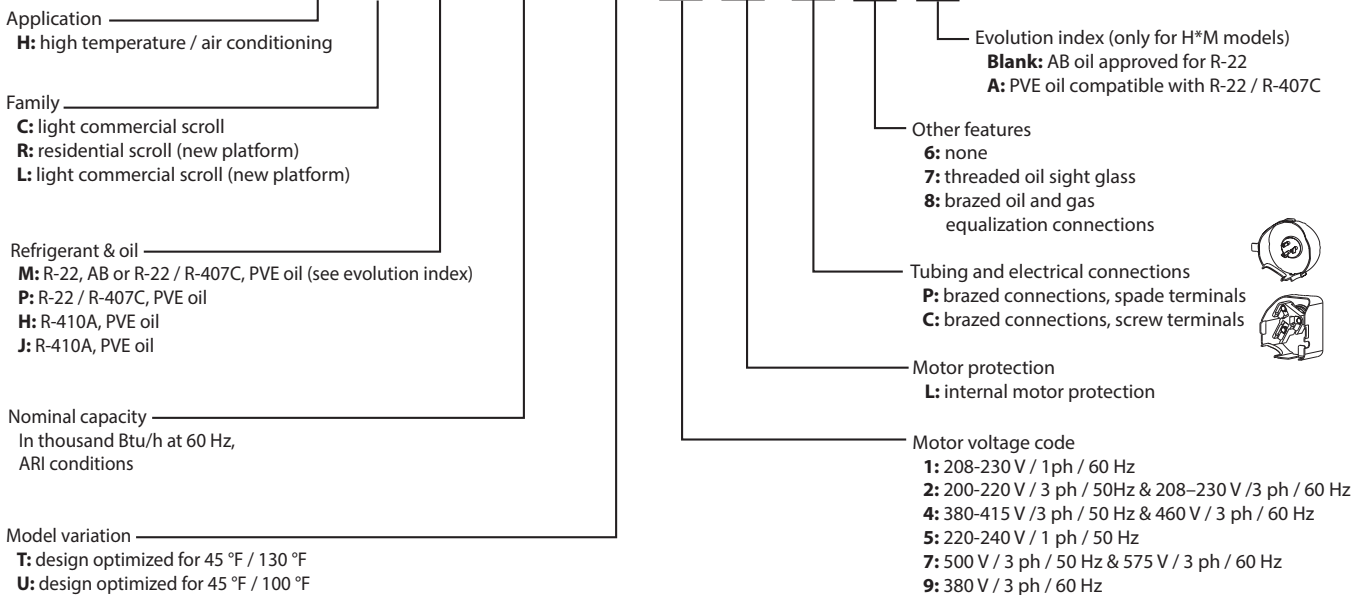 Application
H: high temperature / air conditioning
Family
C: light commercial scroll
R: residential scroll (new platform)
L: light commercial scroll (new platform)
Refrigerant & oil
M: R-22, AB or R-22 / R-407C, PVE oil (see evolution index)
P: R-22 / R-407C, PVE oil
H: R-410A, PVE oil
J: R-410A, PVE oil
Nominal capacity
In thousand Btu/h at 60 Hz,
ARI conditions
Model variation
T: design optimized for 45 °F / 130 °F
U: design optimized for 45 °F / 100 °F
Evolution index (only for H*M models)
Blank: AB oil approved for R-22
A: PVE oil compatible with R-22 / R-407C
Other features
6: none
7: threaded oil sight glass
8: brazed oil and gas
equalization connections
Tubing and electrical connections
P: brazed connections, spade terminals
C: brazed connections, screw terminals
Motor protection
L: internal motor protection
Motor voltage code
1: 208-230 V / 1ph / 60 Hz
2: 200-220 V / 3 ph / 50Hz & 208–230 V /3 ph / 60 Hz
4: 380-415 V /3 ph / 50 Hz & 460 V / 3 ph / 60 Hz
5: 220-240 V / 1 ph / 50 Hz
7: 500 V / 3 ph / 50 Hz & 575 V / 3 ph / 60 Hz
9: 380 V / 3 ph / 60 Hz